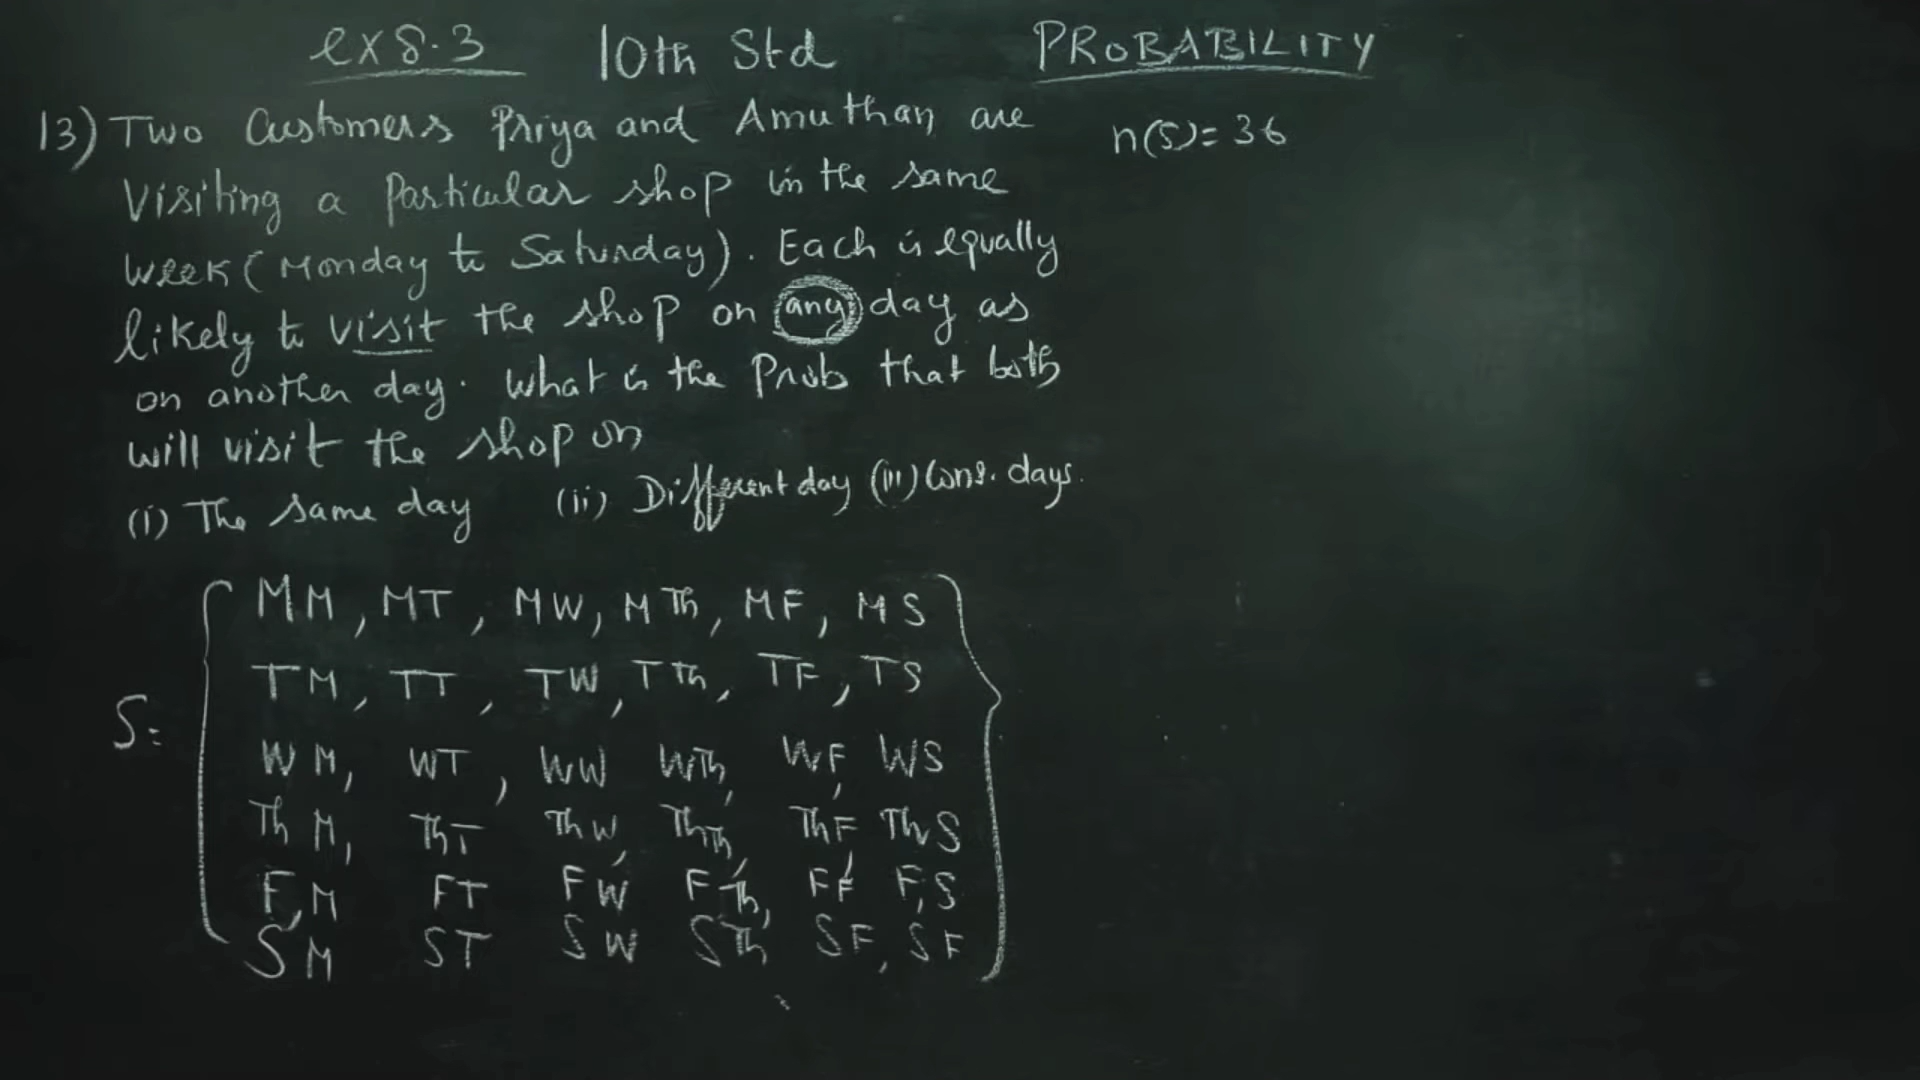 ex 8.3 10th Std PROBABILITY
13) Two Customers Priya and Amuthan are
Visiting a Particular shop in the same
week (Monday to Saturday). Each is equally
likely to visit the shop on any day as
on another day. What is the Prob that both
will visit the shop on
(i) The same day (ii) Different day (iii) Cons. days.
n(S) = 36
S =
MM, MT, MW, MTh, MF, MS
TM, TT, TW, TTh, TF, TS
WM, WT, WW WTh, WF, WS
ThM, ThT ThW, ThTh, ThF, ThS
F,M FT FW FTh, FF F,S
SM ST SW STh SF, SF